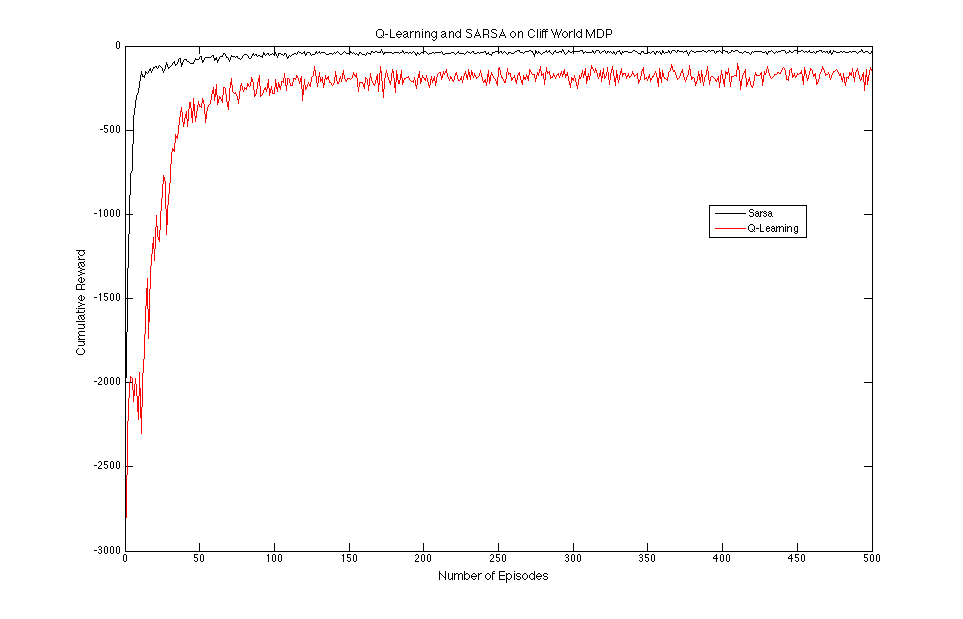 Q-Learning and SARSA on Cliff World MDP
0
-500
-1000
-1500
-2000
-2500
-3000
Cumulative Reward
Sarsa
Q-Learning
0 50 100 150 200 250 300 350 400 450 500
Number of Episodes